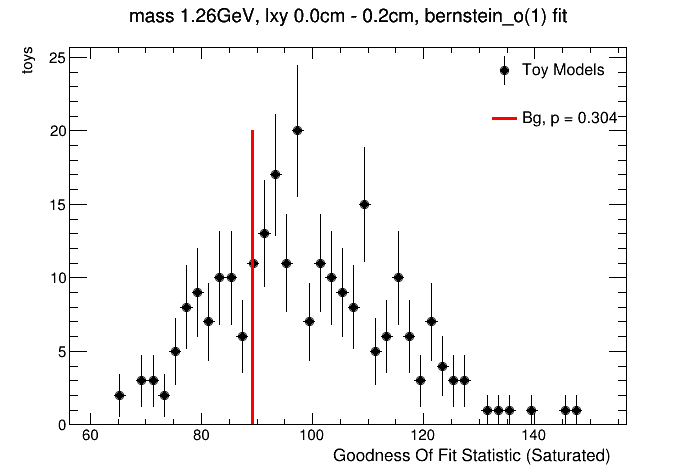 mass 1.26GeV, lxy 0.0cm - 0.2cm, bernstein_o(1) fit
toys
25
20
15
10
5
0
Toy Models
Bg, p = 0.304
60 80 100 120 140
Goodness Of Fit Statistic (Saturated)